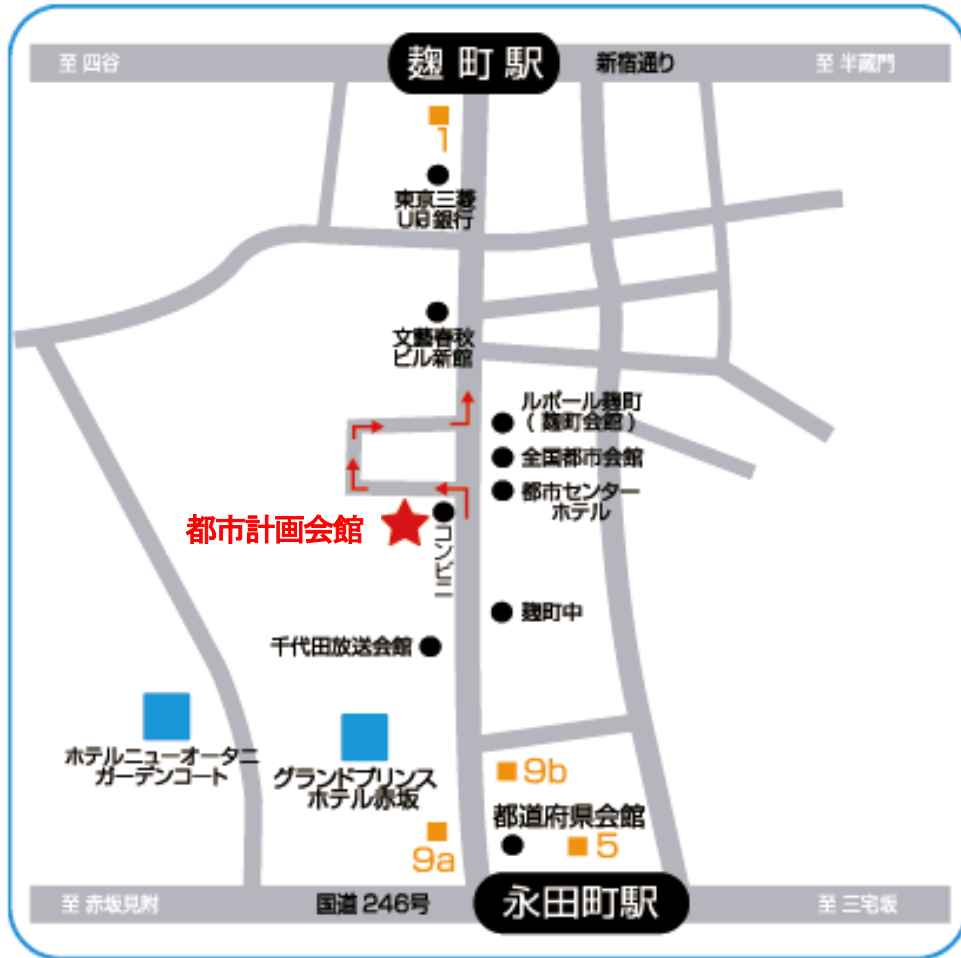 至 四谷
麹町駅
新宿通り
至 半蔵門
1
東京三菱
UFJ銀行
文藝春秋
ビル新館
ルポール麹町
（麹町会館）
全国都市会館
都市センター
ホテル
都市計画会館
コンビニ
麹町中
千代田放送会館
ホテルニューオータニ
ガーデンコート
グランドプリンス
ホテル赤坂
9b
都道府県会館
5
9a
至 赤坂見附
国道 246号
永田町駅
至 三宅坂